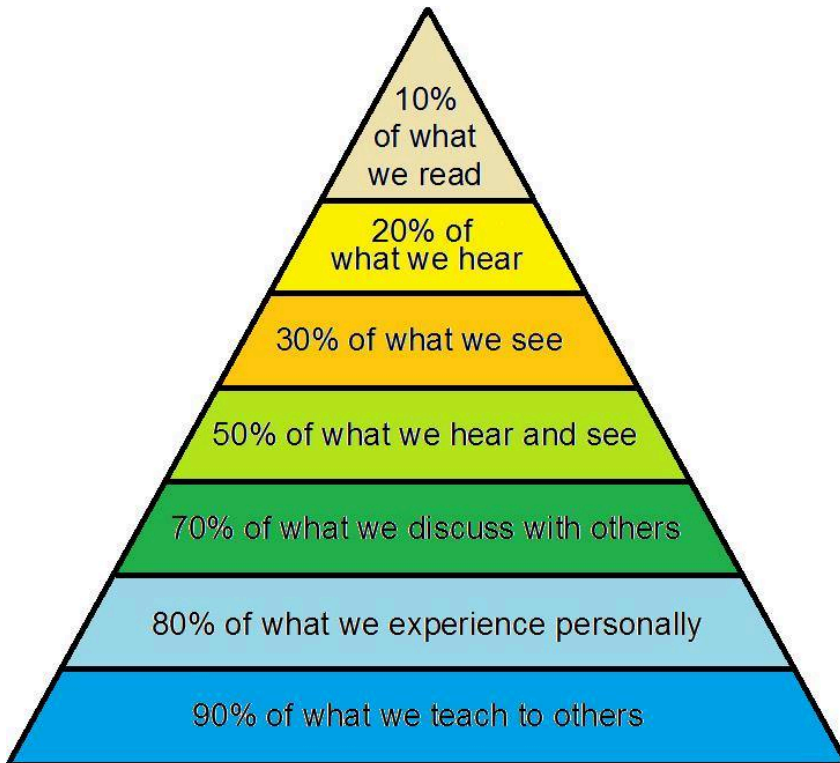 10%
of what
we read
20% of
what we hear
30% of what we see
50% of what we hear and see
70% of what we discuss with others
80% of what we experience personally
90% of what we teach to others